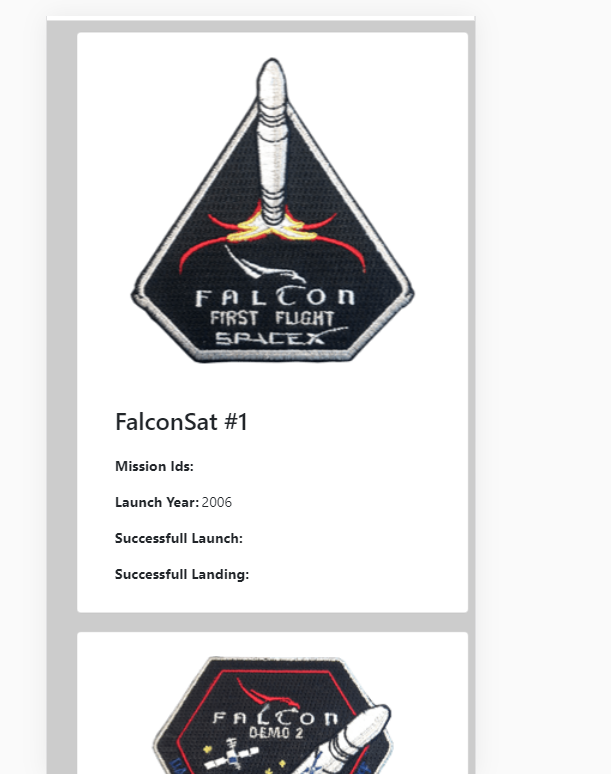 FALCON
FIRST FLIGHT
SPACEX
FalconSat #1
Mission Ids:
Launch Year: 2006
Successfull Launch:
Successfull Landing:
FALCON
DEMO 2